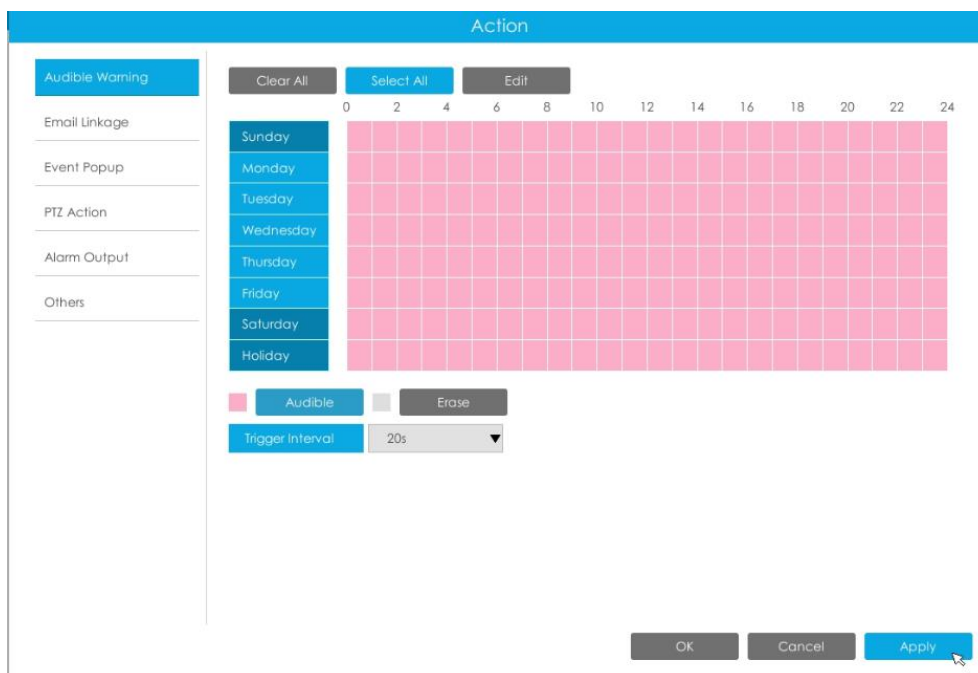 Action
Audible Warning
Email Linkage
Event Popup
PTZ Action
Alarm Output
Others
Clear All Select All Edit
0 2 4 6 8 10 12 14 16 18 20 22 24
Sunday
Monday
Tuesday
Wednesday
Thursday
Friday
Saturday
Holiday
Audible Erase
Trigger Interval 20s
OK Cancel Apply